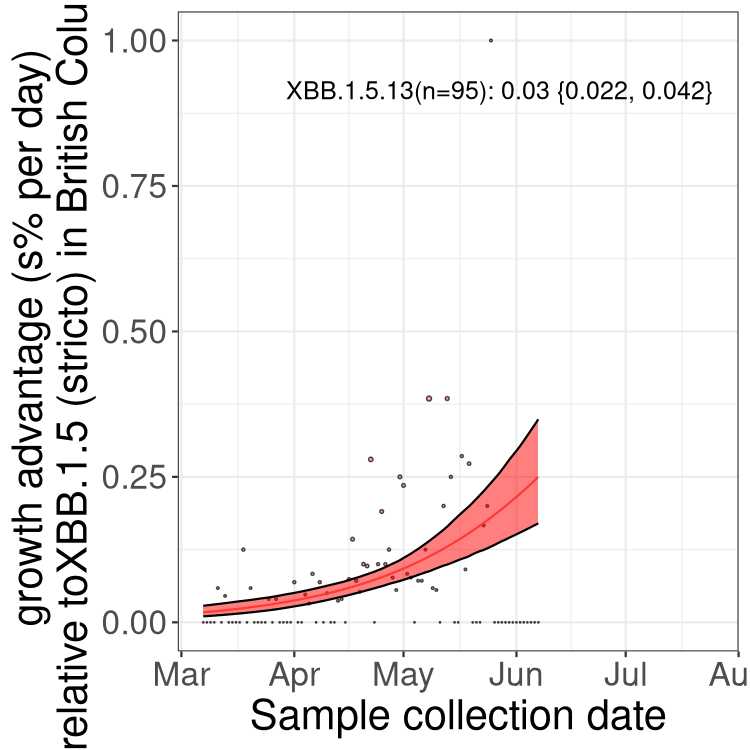 growth advantage (s% per day)
relative toXBB.1.5 (stricto) in British Colu
1.00
0.75
0.50
0.25
0.00
XBB.1.5.13(n=95): 0.03 {0.022, 0.042}
Mar Apr May Jun Jul Au
Sample collection date